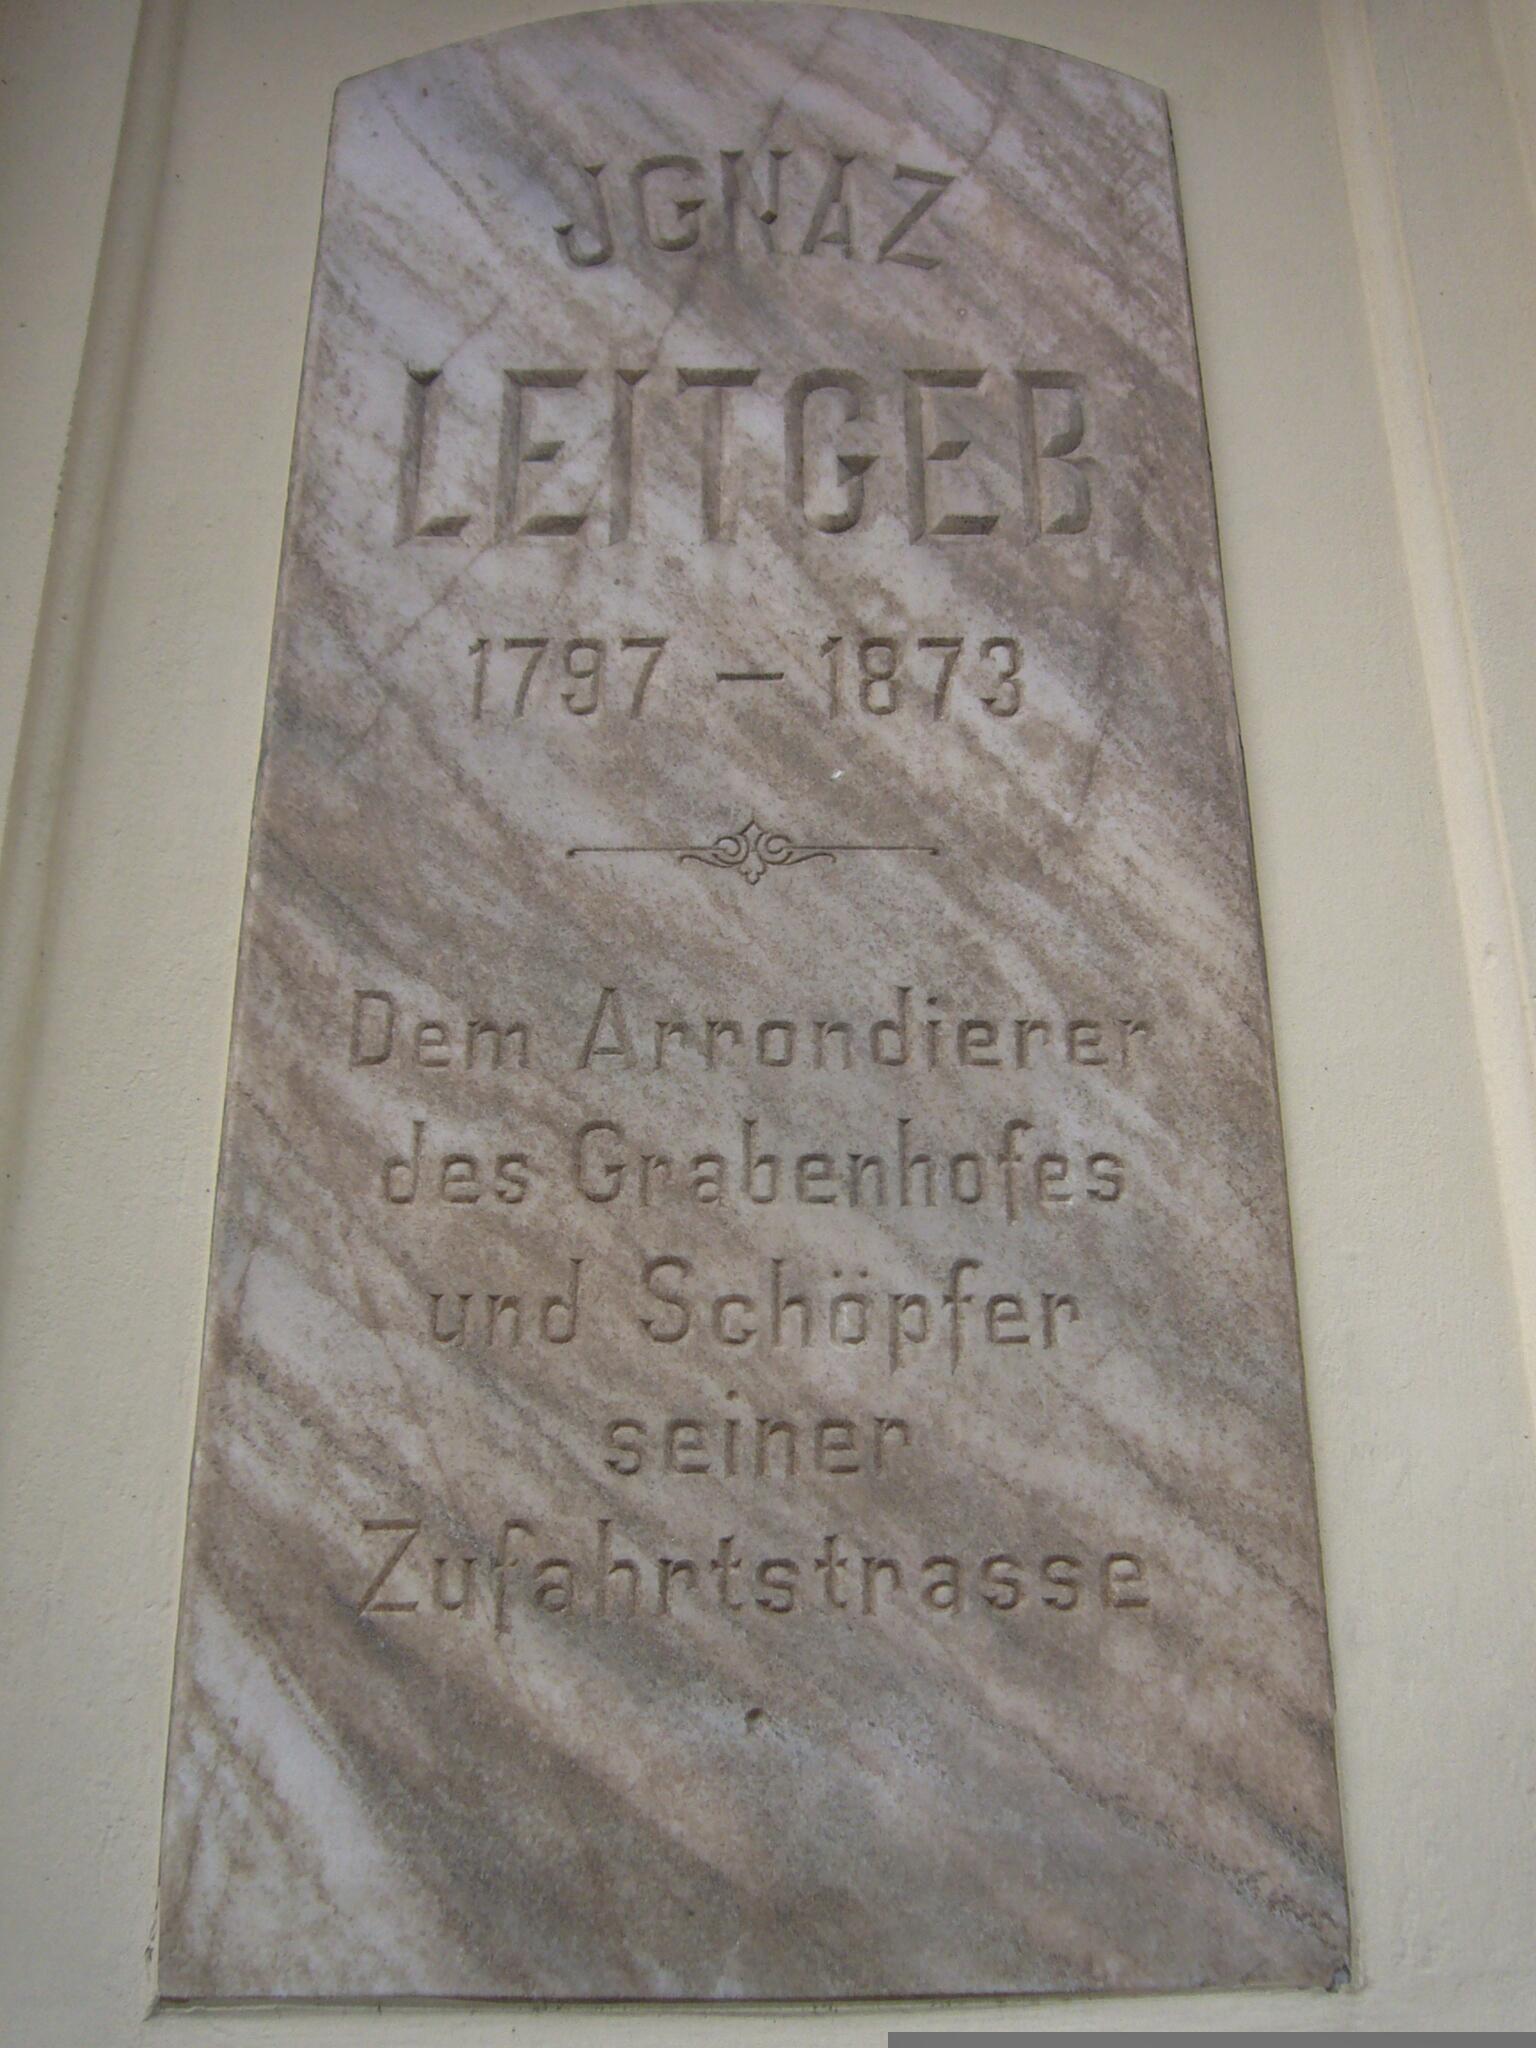 JGNAZ
LEITGEB
1797 – 1873
Dem Arrondierer
des Grabenhofes
und Schöpfer
seiner
Zufahrtstrasse